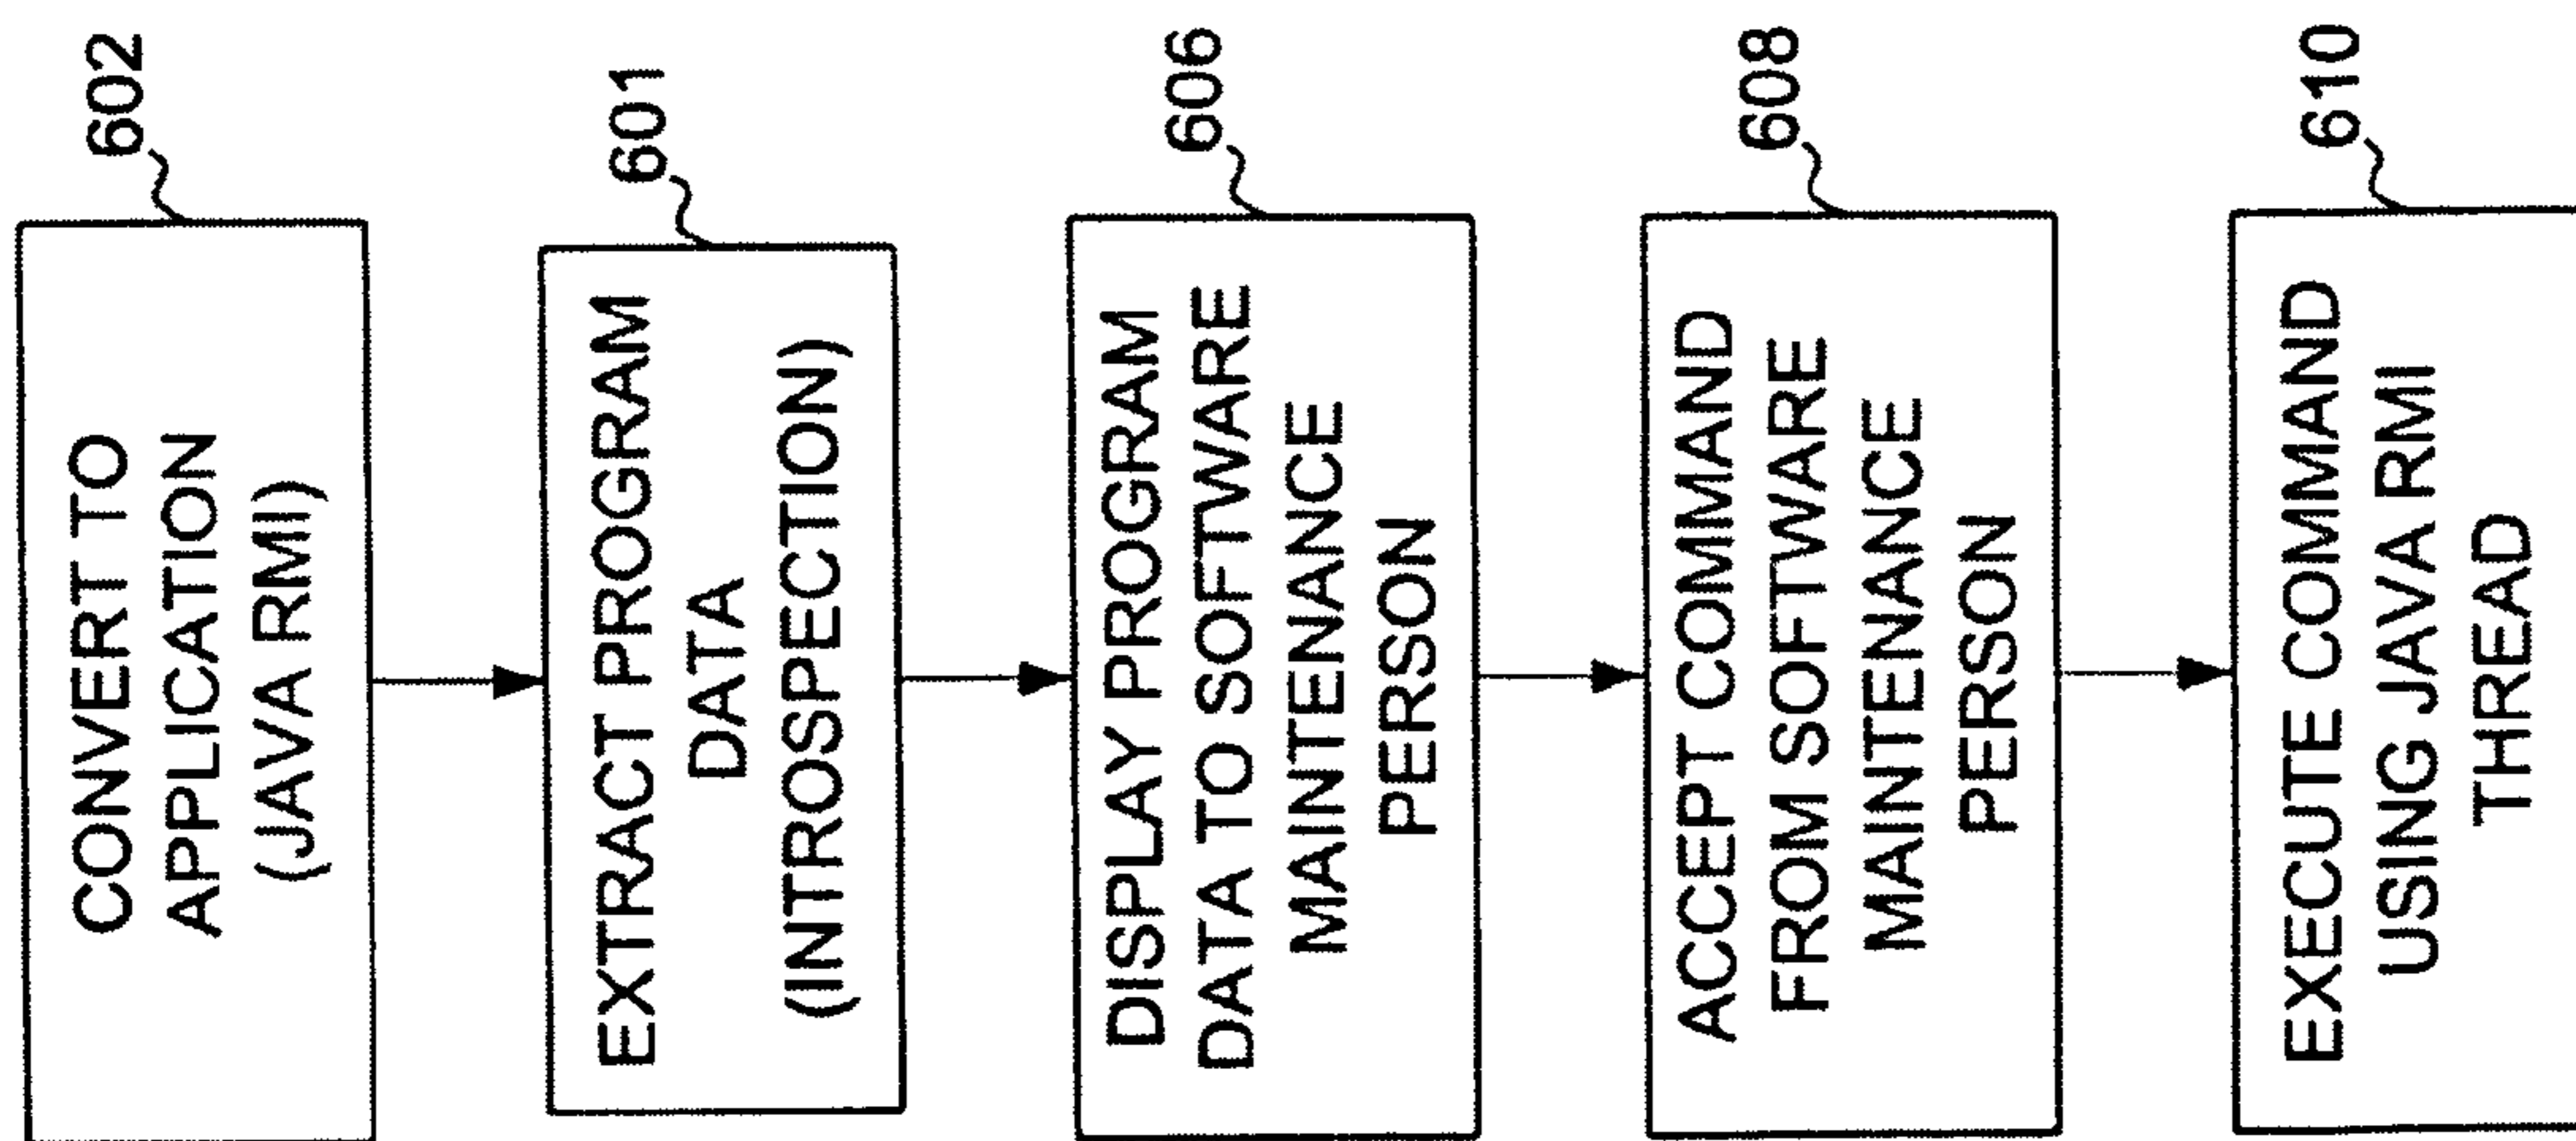 602
CONVERT TO
APPLICATION
(JAVA RMI)
601
EXTRACT PROGRAM
DATA
(INTROSPECTION)
606
DISPLAY PROGRAM
DATA TO SOFTWARE
MAINTENANCE
PERSON
608
ACCEPT COMMAND
FROM SOFTWARE
MAINTENANCE
PERSON
610
EXECUTE COMMAND
USING JAVA RMI
THREAD